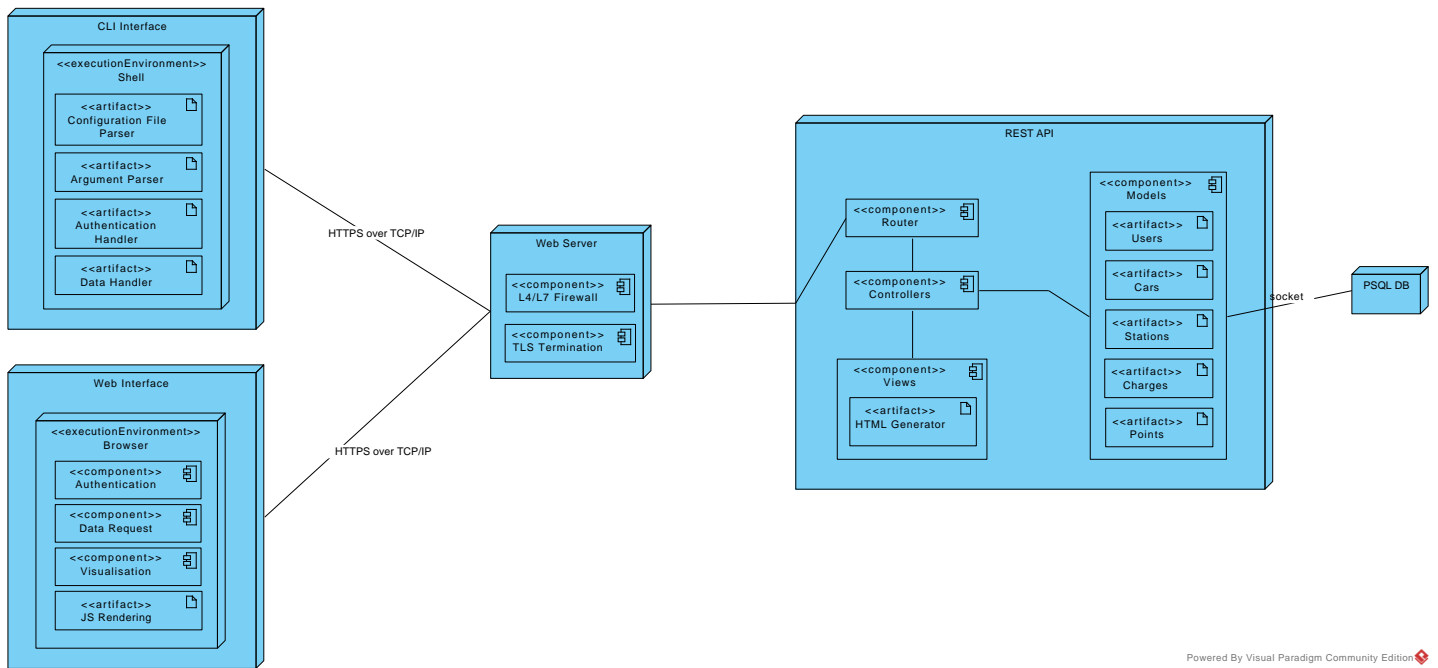 CLI Interface
<<executionEnvironment>>
Shell
<<artifact>>
Configuration File
Parser
<<artifact>>
Argument Parser
<<artifact>>
Authentication
Handler
<<artifact>>
Data Handler
Web Interface
<<executionEnvironment>>
Browser
<<component>>
Authentication
<<component>>
Data Request
<<component>>
Visualisation
<<artifact>>
JS Rendering
HTTPS over TCP/IP
HTTPS over TCP/IP
Web Server
<<component>>
L4/L7 Firewall
<<component>>
TLS Termination
REST API
<<component>>
Router
<<component>>
Controllers
<<component>>
Views
<<artifact>>
HTML Generator
<<component>>
Models
<<artifact>>
Users
<<artifact>>
Cars
<<artifact>>
Stations
<<artifact>>
Charges
<<artifact>>
Points
socket
PSQL DB
Powered By Visual Paradigm Community Edition